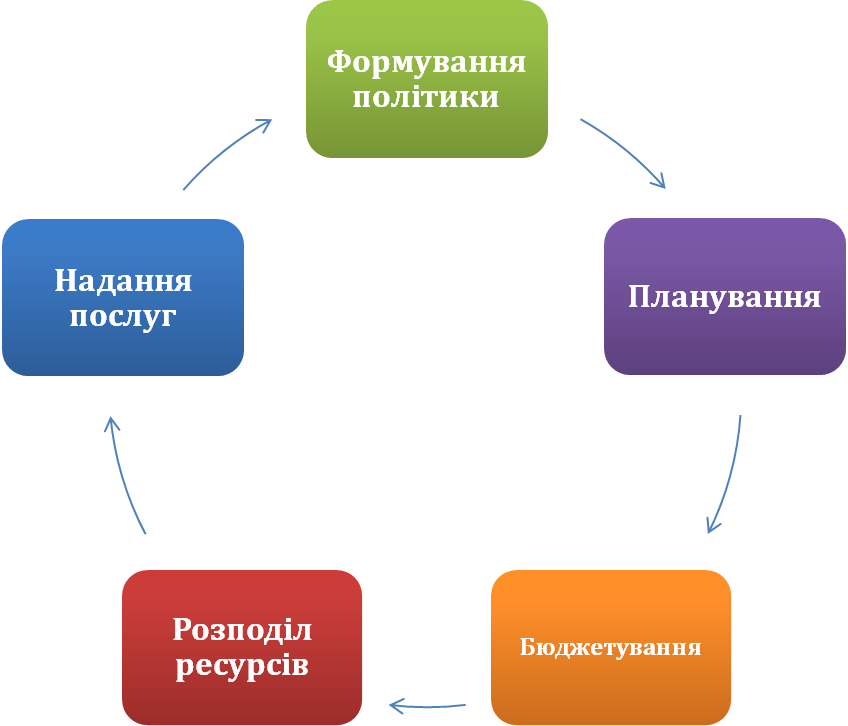 Формування
політики
Планування
Бюджетування
Розподіл
ресурсів
Надання
послуг